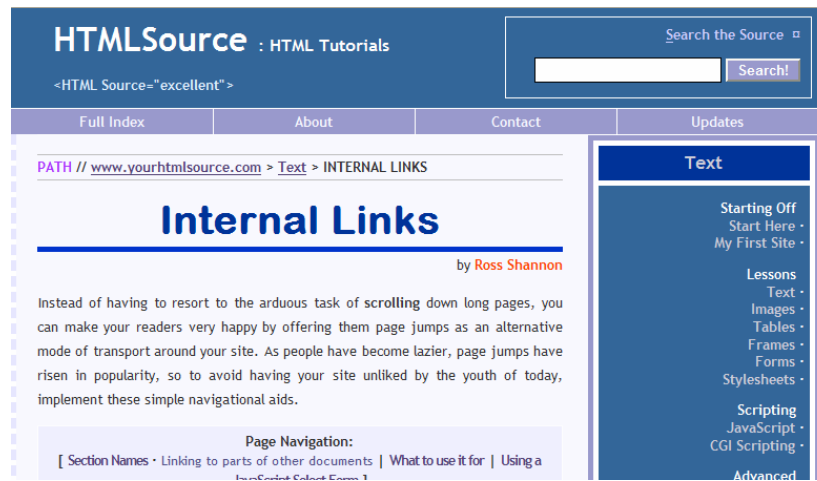 HTMLSource : HTML Tutorials
<HTML Source="excellent">
Search the Source ¤
Search!
Full Index
About
Contact
Updates
PATH // www.yourhtmlsource.com > Text > INTERNAL LINKS
Internal Links
by Ross Shannon
Instead of having to resort to the arduous task of scrolling down long pages, you
can make your readers very happy by offering them page jumps as an alternative
mode of transport around your site. As people have become lazier, page jumps have
risen in popularity, so to avoid having your site unliked by the youth of today,
implement these simple navigational aids.
Page Navigation:
[ Section Names · Linking to parts of other documents | What to use it for | Using a
JavaScript Select Form ]
Text
Starting Off
Start Here ·
My First Site ·
Lessons
Text ·
Images ·
Tables ·
Frames ·
Forms ·
Stylesheets ·
Scripting
JavaScript ·
CGI Scripting ·
Advanced